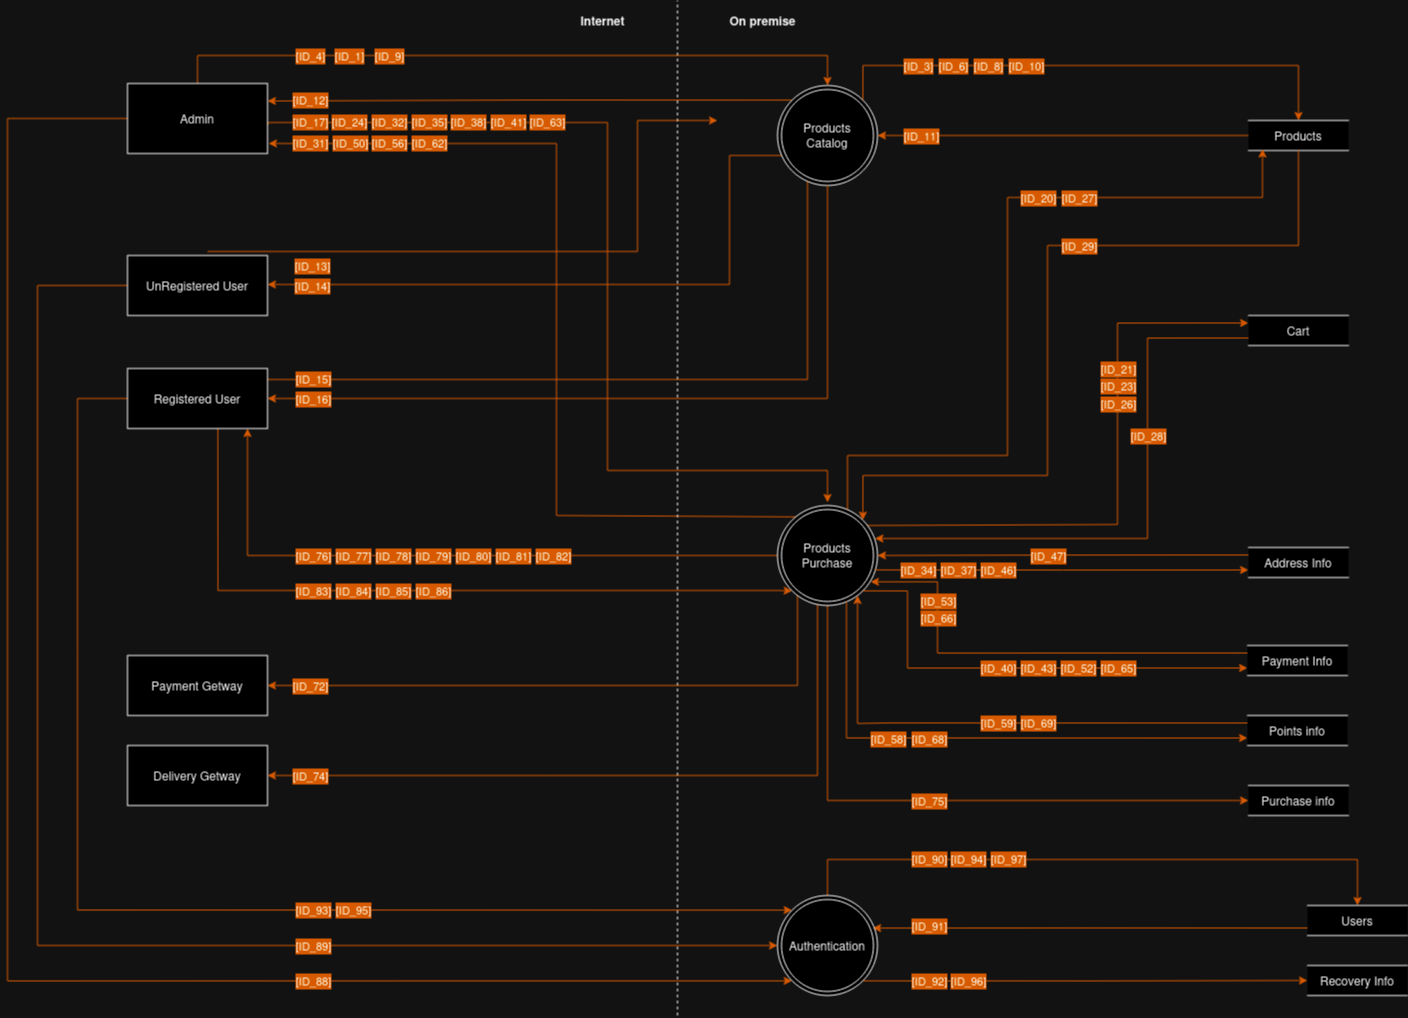 Internet
On premise
[ID_4] [ID_1] [ID_9]
[ID_3] [ID_6] [ID_8] [ID_10]
Admin
[ID_12]
[ID_17] [ID_24] [ID_32] [ID_35] [ID_38] [ID_41] [ID_63]
[ID_31] [ID_50] [ID_56] [ID_62]
Products
Catalog
[ID_11]
Products
[ID_20] [ID_27]
[ID_29]
[ID_13]
UnRegistered User
[ID_14]
Cart
[ID_21]
[ID_23]
[ID_26]
[ID_28]
[ID_15]
Registered User
[ID_16]
[ID_76] [ID_77] [ID_78] [ID_79] [ID_80] [ID_81] [ID_82]
Products
Purchase
[ID_47]
Address Info
[ID_34] [ID_37] [ID_46]
[ID_83] [ID_84] [ID_85] [ID_86]
[ID_53]
[ID_66]
Payment Info
[ID_40] [ID_43] [ID_52] [ID_65]
Payment Getway
[ID_72]
[ID_59] [ID_69]
Points info
[ID_58] [ID_68]
Delivery Getway
[ID_74]
[ID_75]
Purchase info
[ID_90] [ID_94] [ID_97]
[ID_93] [ID_95]
Users
[ID_91]
[ID_89]
Authentication
[ID_88]
[ID_92] [ID_96]
Recovery Info